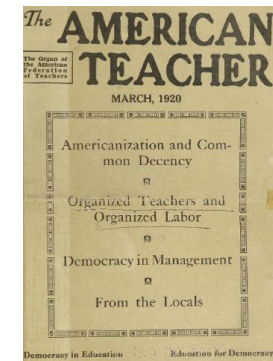 The AMERICAN
TEACHER
The Organ of
the American
Federation
of Teachers
MARCH, 1920
Americanization and Com-
mon Decency
Organized Teachers and
Organized Labor
Democracy in Management
From the Locals
Democracy in Education
Education for Democracy